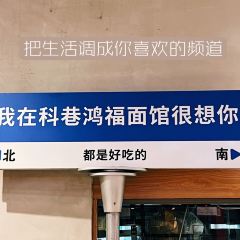 把生活调成你喜欢的频道
我在科巷鸿福面馆很想你
北 都是好吃的 南